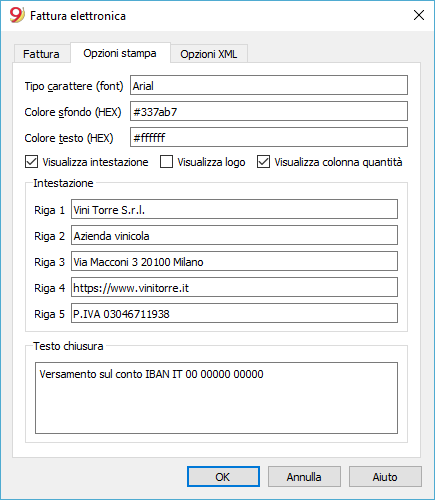 Fattura elettronica
Fattura Opzioni stampa Opzioni XML
Tipo carattere (font) Arial
Colore sfondo (HEX) #337ab7
Colore testo (HEX) #ffffff
Visualizza intestazione Visualizza logo Visualizza colonna quantità
Intestazione
Riga 1 Vini Torre S.r.l.
Riga 2 Azienda vinicola
Riga 3 Via Macconi 3 20100 Milano
Riga 4 https://www.vinitorre.it
Riga 5 P.IVA 03046711938
Testo chiusura
Versamento sul conto IBAN IT 00 00000 00000
OK Annulla Aiuto